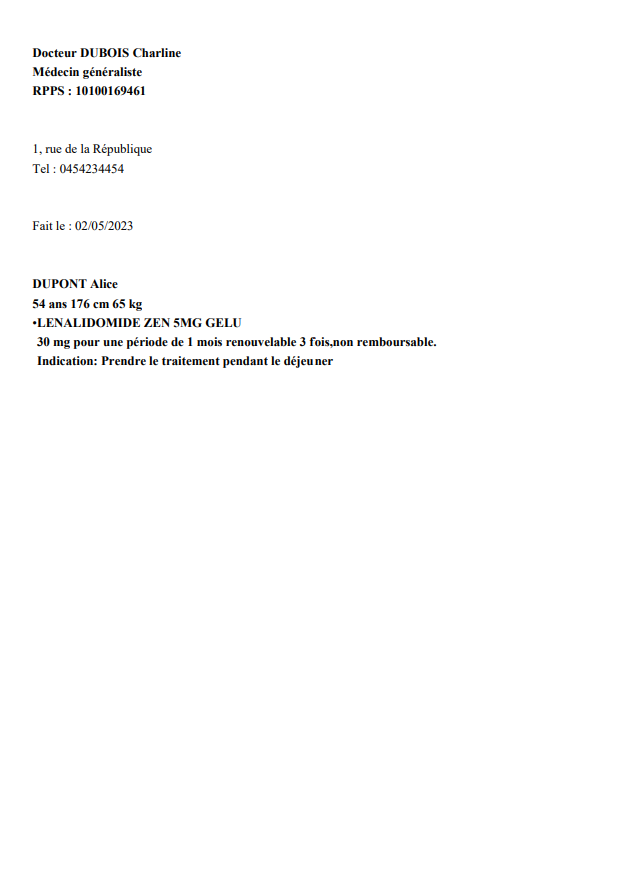 Docteur DUBOIS Charline
Médecin généraliste
RPPS : 10100169461
1, rue de la République
Tel : 0454234454
Fait le : 02/05/2023
DUPONT Alice
54 ans 176 cm 65 kg
•LENALIDOMIDE ZEN 5MG GELU
30 mg pour une période de 1 mois renouvelable 3 fois,non remboursable.
Indication: Prendre le traitement pendant le déjeuner